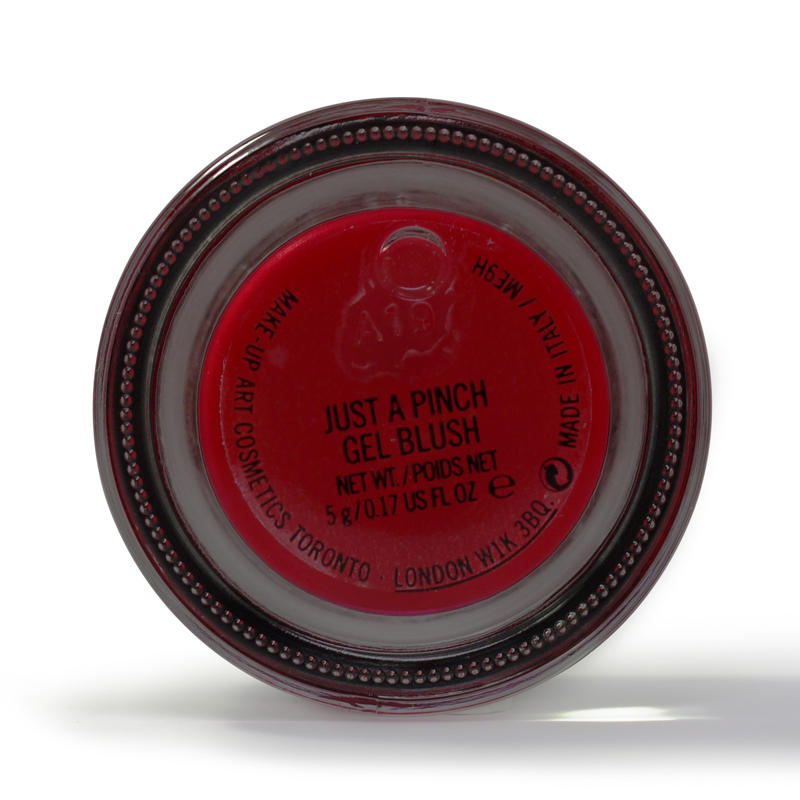 A19
JUST A PINCH
GEL BLUSH
NET WT./POIDS NET
5 g/0.17 US FL OZ ℮
MAKE-UP ART COSMETICS TORONTO · LONDON W1K 3BQ.
MADE IN ITALY / ME9H